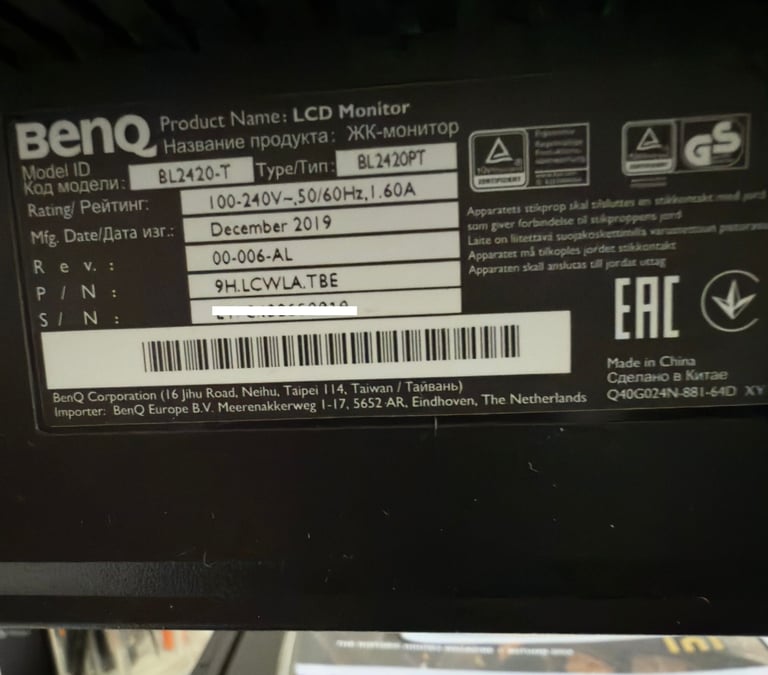 BenQ
Product Name: LCD Monitor
Название продукта: ЖК-монитор
Model ID
Код модели: BL2420-T Type/Тип: BL2420PT
Rating/ Рейтинг: 100-240V~,50/60Hz,1.60A
Mfg. Date/Дата изг.: December 2019
Rev.: 00-006-AL
P/N: 9H.LCWLA.TBE
S/N:
BenQ Corporation (16 Jihu Road, Neihu, Taipei 114, Taiwan / Тайвань)
Importer: BenQ Europe B.V. Meerenakkerweg 1-17, 5652 AR, Eindhoven, The Netherlands
GS
Apparatets stikprop skal tilsluttes en stikkontakt med jord
som giver forbindelse til stikproppens jord
Laite on liitettävä suojakoskettimilla varustettuun
Apparatet må tilkoples jordet stikkontakt
Apparaten skall anslutas till jordat uttag
EAC
Made in China
Сделано в Китае
Q40G024N-881-64D XY